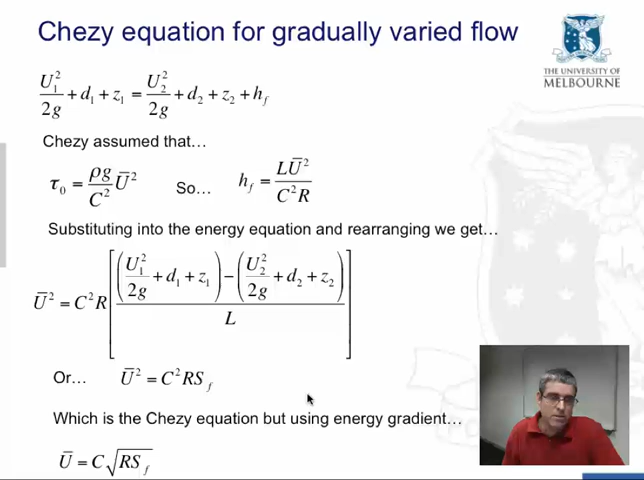 Chezy equation for gradually varied flow
THE UNIVERSITY OF
MELBOURNE
U₁²/2g + d₁ + z₁ = U₂²/2g + d₂ + z₂ + h_f
Chezy assumed that…
τ₀ = ρg/C² Ū² So… h_f = LŪ²/C²R
Substituting into the energy equation and rearranging we get…
Ū² = C²R[((U₁²/2g + d₁ + z₁) − (U₂²/2g + d₂ + z₂))/L]
Or… Ū² = C²RS_f
Which is the Chezy equation but using energy gradient…
Ū = C√(RS_f)